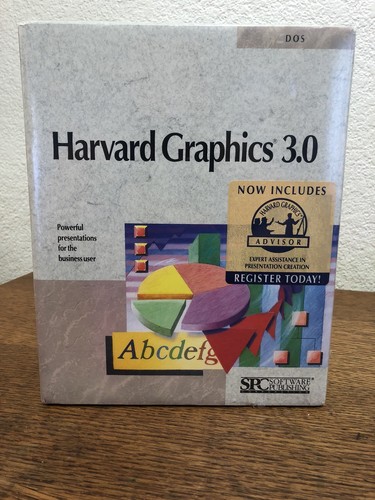 DOS
Harvard Graphics® 3.0
NOW INCLUDES
HARVARD GRAPHICS
ADVISOR
EXPERT ASSISTANCE IN
PRESENTATION CREATION
REGISTER TODAY!
Powerful
presentations
for the
business user
Abcdefg
SPC SOFTWARE
PUBLISHING